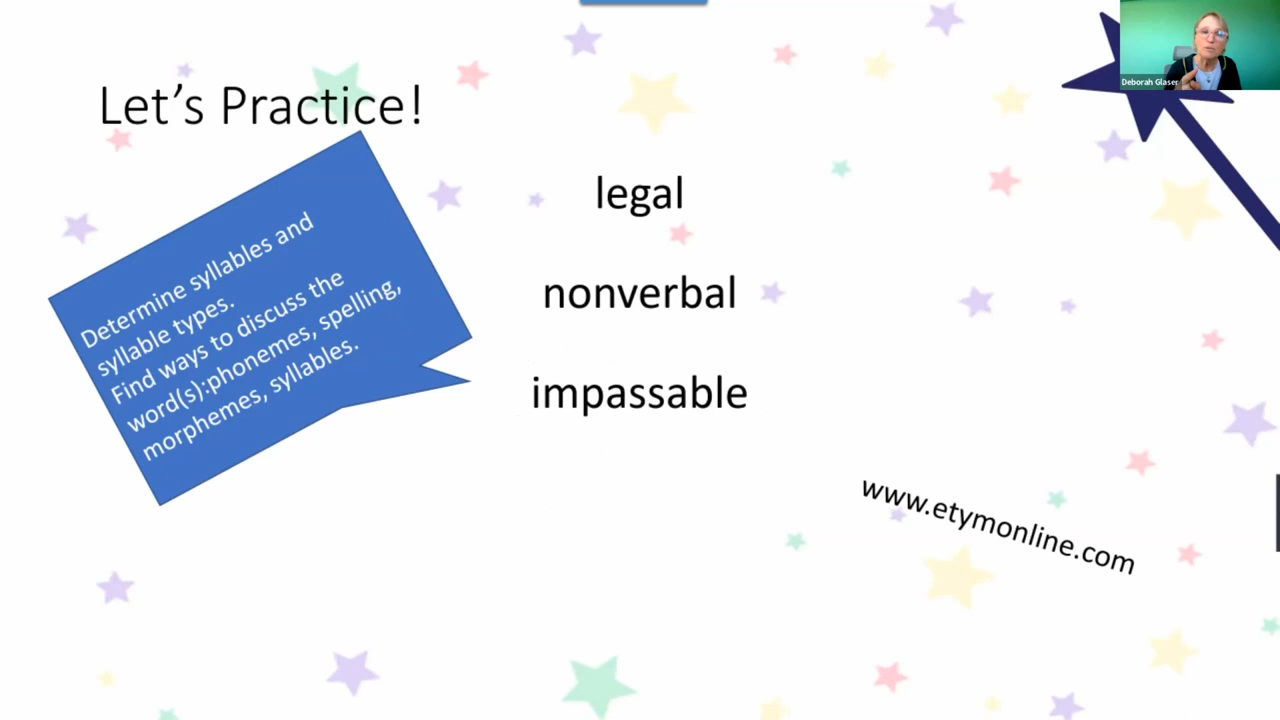 Deborah Glaser
Let's Practice!
legal
Determine syllables and
syllable types.
Find ways to discuss the
word(s):phonemes, spelling,
morphemes, syllables.
nonverbal
impassable
www.etymonline.com